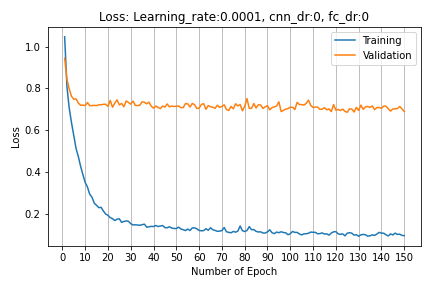 Loss: Learning_rate:0.0001, cnn_dr:0, fc_dr:0
Training
Validation
1.0
0.8
0.6
0.4
0.2
Loss
0 10 20 30 40 50 60 70 80 90 100 110 120 130 140 150
Number of Epoch